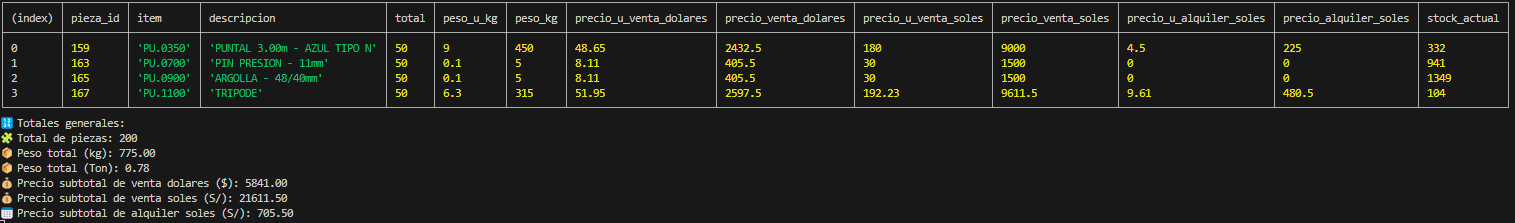 (index) pieza_id item descripcion total peso_u_kg peso_kg precio_u_venta_dolares precio_venta_dolares precio_u_venta_soles precio_venta_soles precio_u_alquiler_soles precio_alquiler_soles stock_actual
0 159 'PU.0350' 'PUNTAL 3.00m - AZUL TIPO N' 50 9 450 48.65 2432.5 180 9000 4.5 225 332
1 163 'PU.0700' 'PIN PRESION - 11mm' 50 0.1 5 8.11 405.5 30 1500 0 0 941
2 165 'PU.0900' 'ARGOLLA - 48/40mm' 50 0.1 5 8.11 405.5 30 1500 0 0 1349
3 167 'PU.1100' 'TRIPODE' 50 6.3 315 51.95 2597.5 192.23 9611.5 9.61 480.5 104
Totales generales:
Total de piezas: 200
Peso total (kg): 775.00
Peso total (Ton): 0.78
Precio subtotal de venta dolares ($): 5841.00
Precio subtotal de venta soles (S/): 21611.50
Precio subtotal de alquiler soles (S/): 705.50